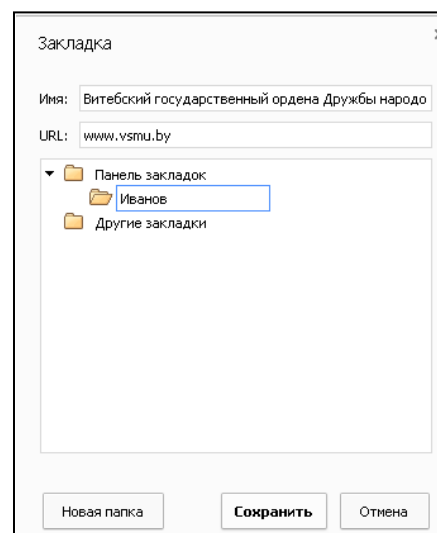 Закладка
Имя: Витебский государственный ордена Дружбы народо
URL: www.vsmu.by
Панель закладок
Иванов
Другие закладки
Новая папка Сохранить Отмена